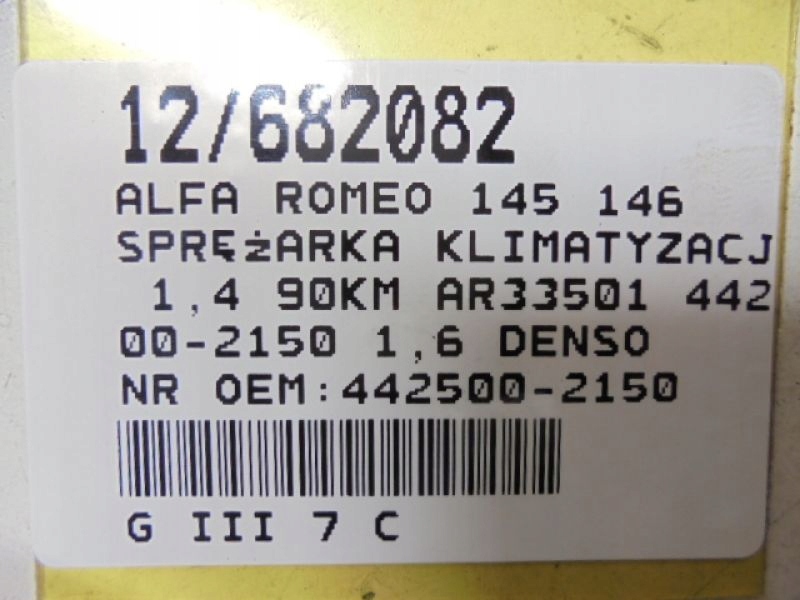 12/682082
ALFA ROMEO 145 146
SPRĘżARKA KLIMATYZACJ
1,4 90KM AR33501 442
00-2150 1,6 DENSO
NR OEM:442500-2150
G III 7 C